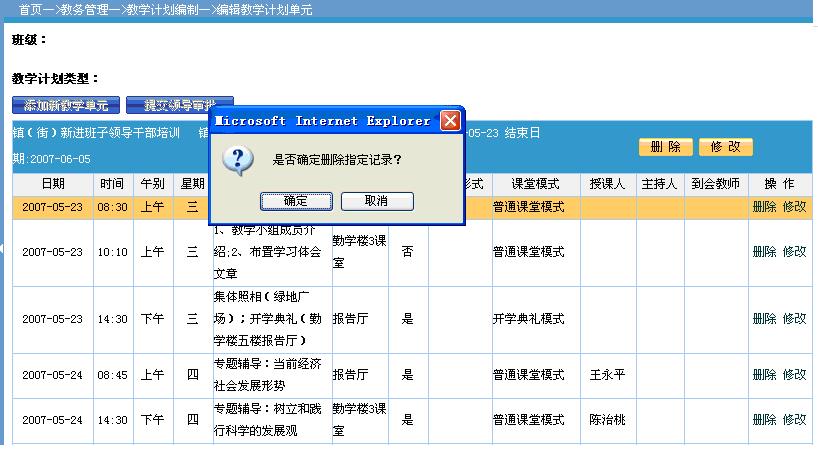 首页一>教务管理一>教学计划编制一>编辑教学计划单元
班级：
教学计划类型：
添加新教学单元 提交领导审批
Microsoft Internet Explorer
是否确定删除指定记录？
确定 取消
镇（街）新进班子领导干部培训 镇 -05-23 结束日
期:2007-06-05
删 除 修 改
日期 时间 午别 星期 形式 课堂模式 授课人 主持人 到会教师 操 作
2007-05-23 08:30 上午 三 普通课堂模式 删除 修改
2007-05-23 10:10 上午 三 1、教学小组成员介 勤学楼3课 否 普通课堂模式 删除 修改
绍;2、布置学习体会 室
文章
2007-05-23 14:30 下午 三 集体照相（绿地广 报告厅 是 开学典礼模式 删除 修改
场）；开学典礼（勤
学楼五楼报告厅）
2007-05-24 08:45 上午 四 专题辅导：当前经济 报告厅 是 普通课堂模式 王永平 删除 修改
社会发展形势
2007-05-24 14:30 下午 四 专题辅导：树立和践 勤学楼3课 是 普通课堂模式 陈治桃 删除 修改
行科学的发展观 室